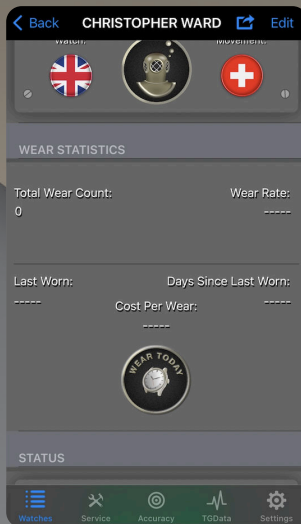 Back CHRISTOPHER WARD Edit
Watch: Movement:
WEAR STATISTICS
Total Wear Count: Wear Rate:
0 -----
Last Worn: Days Since Last Worn:
----- -----
Cost Per Wear:
-----
WEAR TODAY
STATUS
Watches Service Accuracy TGData Settings